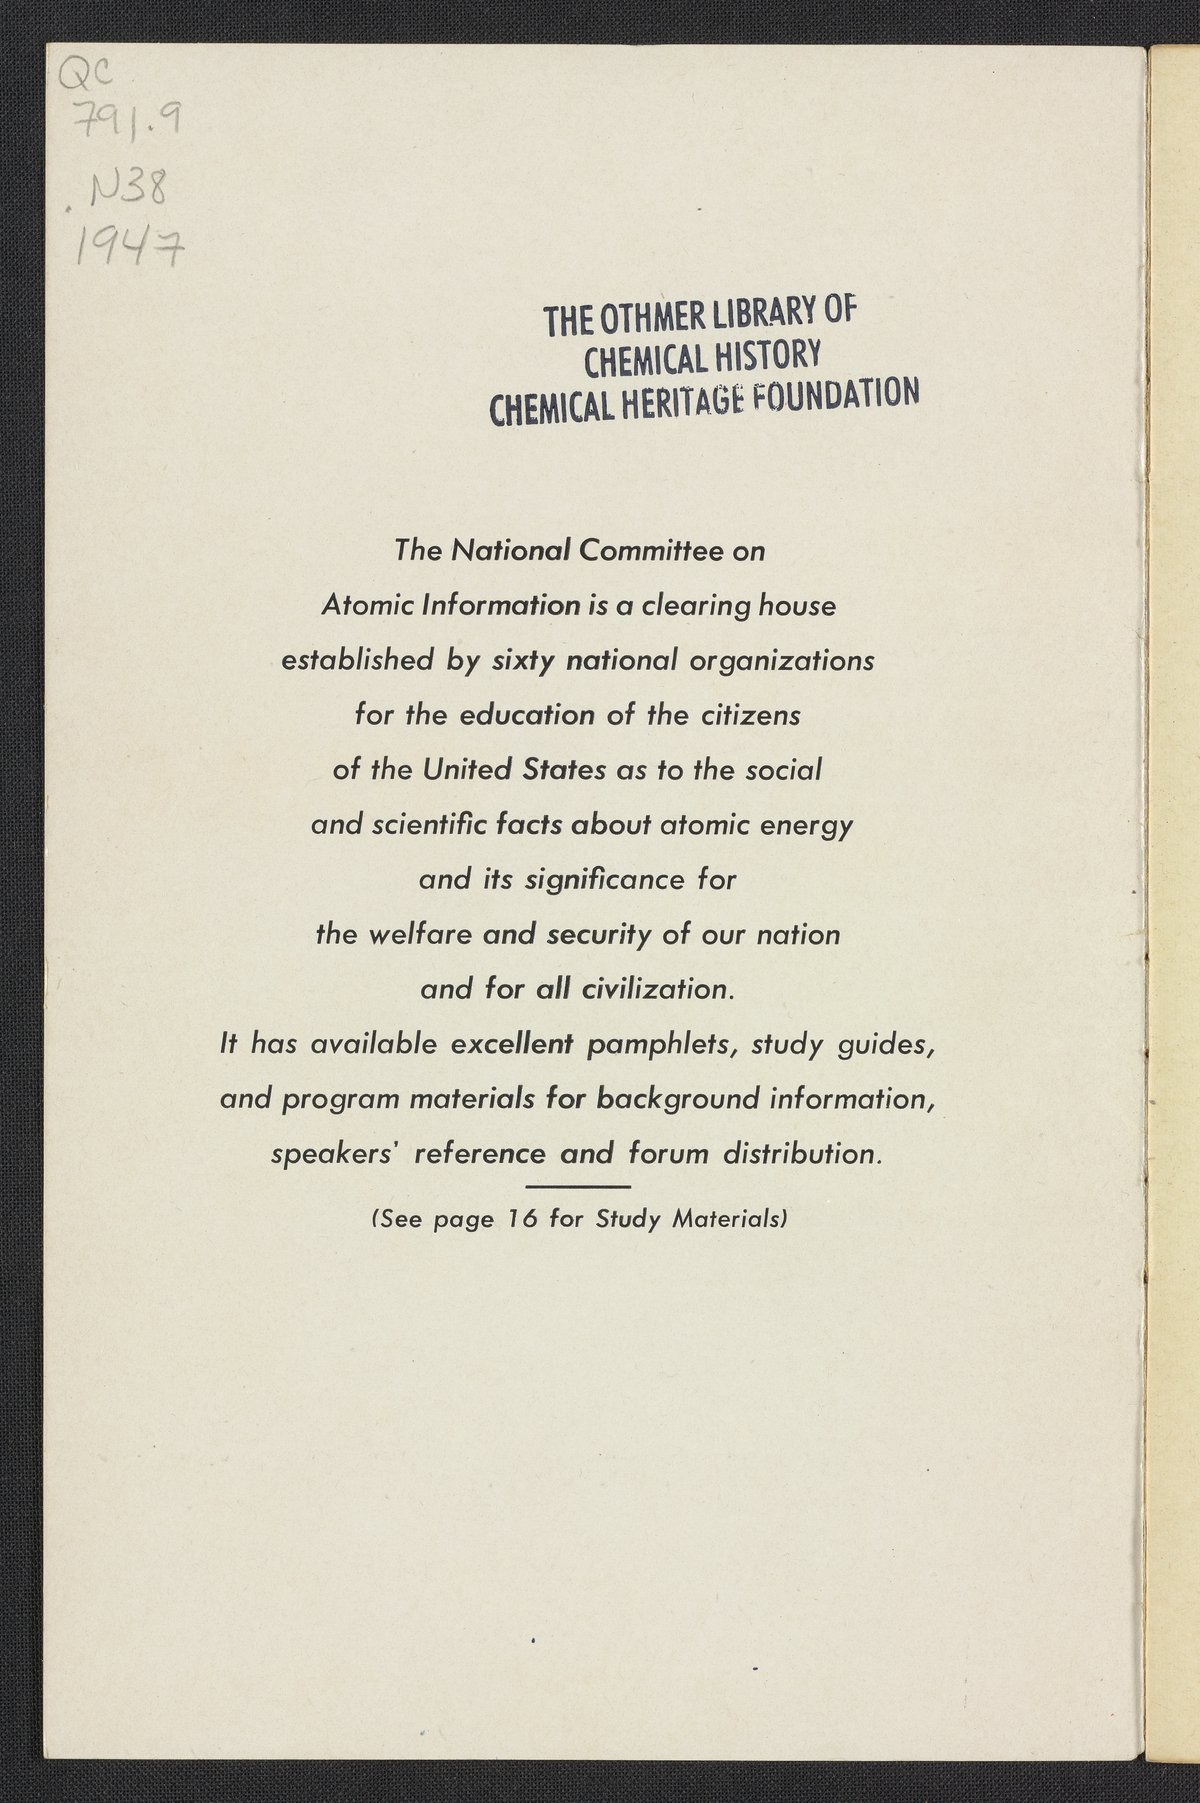 QC
791.9
.N38
1947
THE OTHMER LIBRARY OF
CHEMICAL HISTORY
CHEMICAL HERITAGE FOUNDATION
The National Committee on
Atomic Information is a clearing house
established by sixty national organizations
for the education of the citizens
of the United States as to the social
and scientific facts about atomic energy
and its significance for
the welfare and security of our nation
and for all civilization.
It has available excellent pamphlets, study guides,
and program materials for background information,
speakers' reference and forum distribution.
(See page 16 for Study Materials)